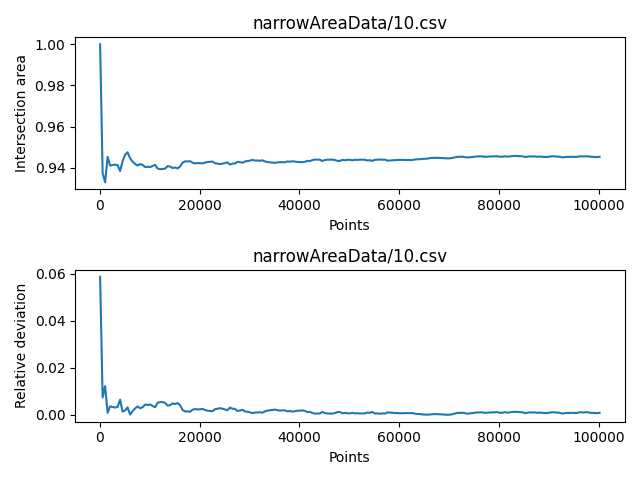 narrowAreaData/10.csv
Intersection area
1.00
0.98
0.96
0.94
0 20000 40000 60000 80000 100000
Points
narrowAreaData/10.csv
Relative deviation
0.06
0.04
0.02
0.00
0 20000 40000 60000 80000 100000
Points